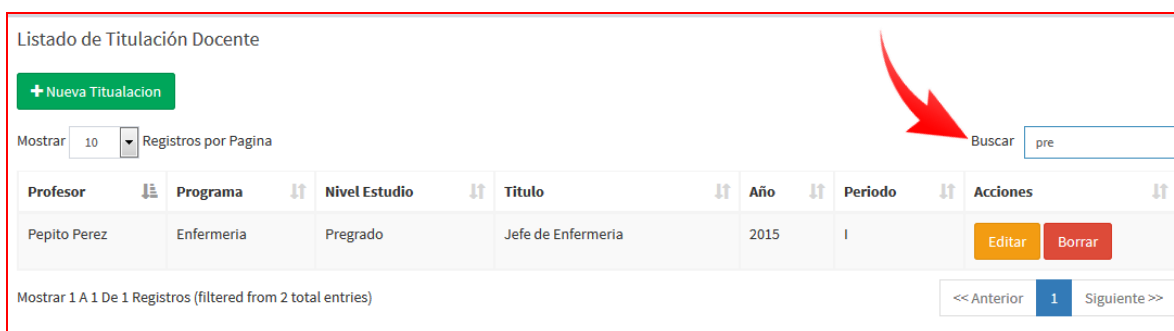 Listado de Titulación Docente
+ Nueva Titualacion
Mostrar 10 Registros por Pagina Buscar pre
Profesor Programa Nivel Estudio Titulo Año Periodo Acciones
Pepito Perez Enfermeria Pregrado Jefe de Enfermeria 2015 I Editar Borrar
Mostrar 1 A 1 De 1 Registros (filtered from 2 total entries) << Anterior 1 Siguiente >>